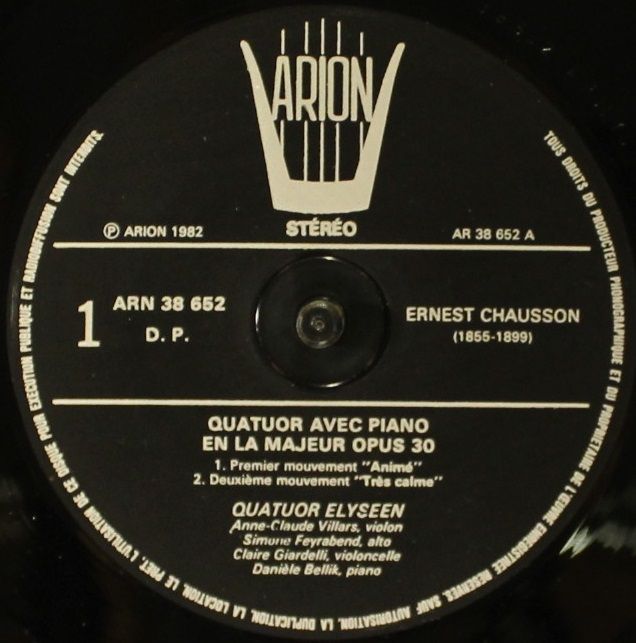 ARION
STÉRÉO
Ⓟ ARION 1982
AR 38 652 A
1
ARN 38 652
D. P.
ERNEST CHAUSSON
(1855-1899)
QUATUOR AVEC PIANO
EN LA MAJEUR OPUS 30
1. Premier mouvement "Animé"
2. Deuxième mouvement "Très calme"
QUATUOR ELYSEEN
Anne-Claude Villars, violon
Simone Feyrabend, alto
Claire Giardelli, violoncelle
Danièle Bellik, piano
TOUS DROITS DU PRODUCTEUR PHONOGRAPHIQUE ET DU PROPRIETAIRE DE L'ŒUVRE ENREGISTREE RESERVES. SAUF AUTORISATION, LA DUPLICATION, LA LOCATION, LE PRET, L'UTILISATION DE CE DISQUE POUR EXECUTION PUBLIQUE ET RADIODIFFUSION SONT INTERDITS.